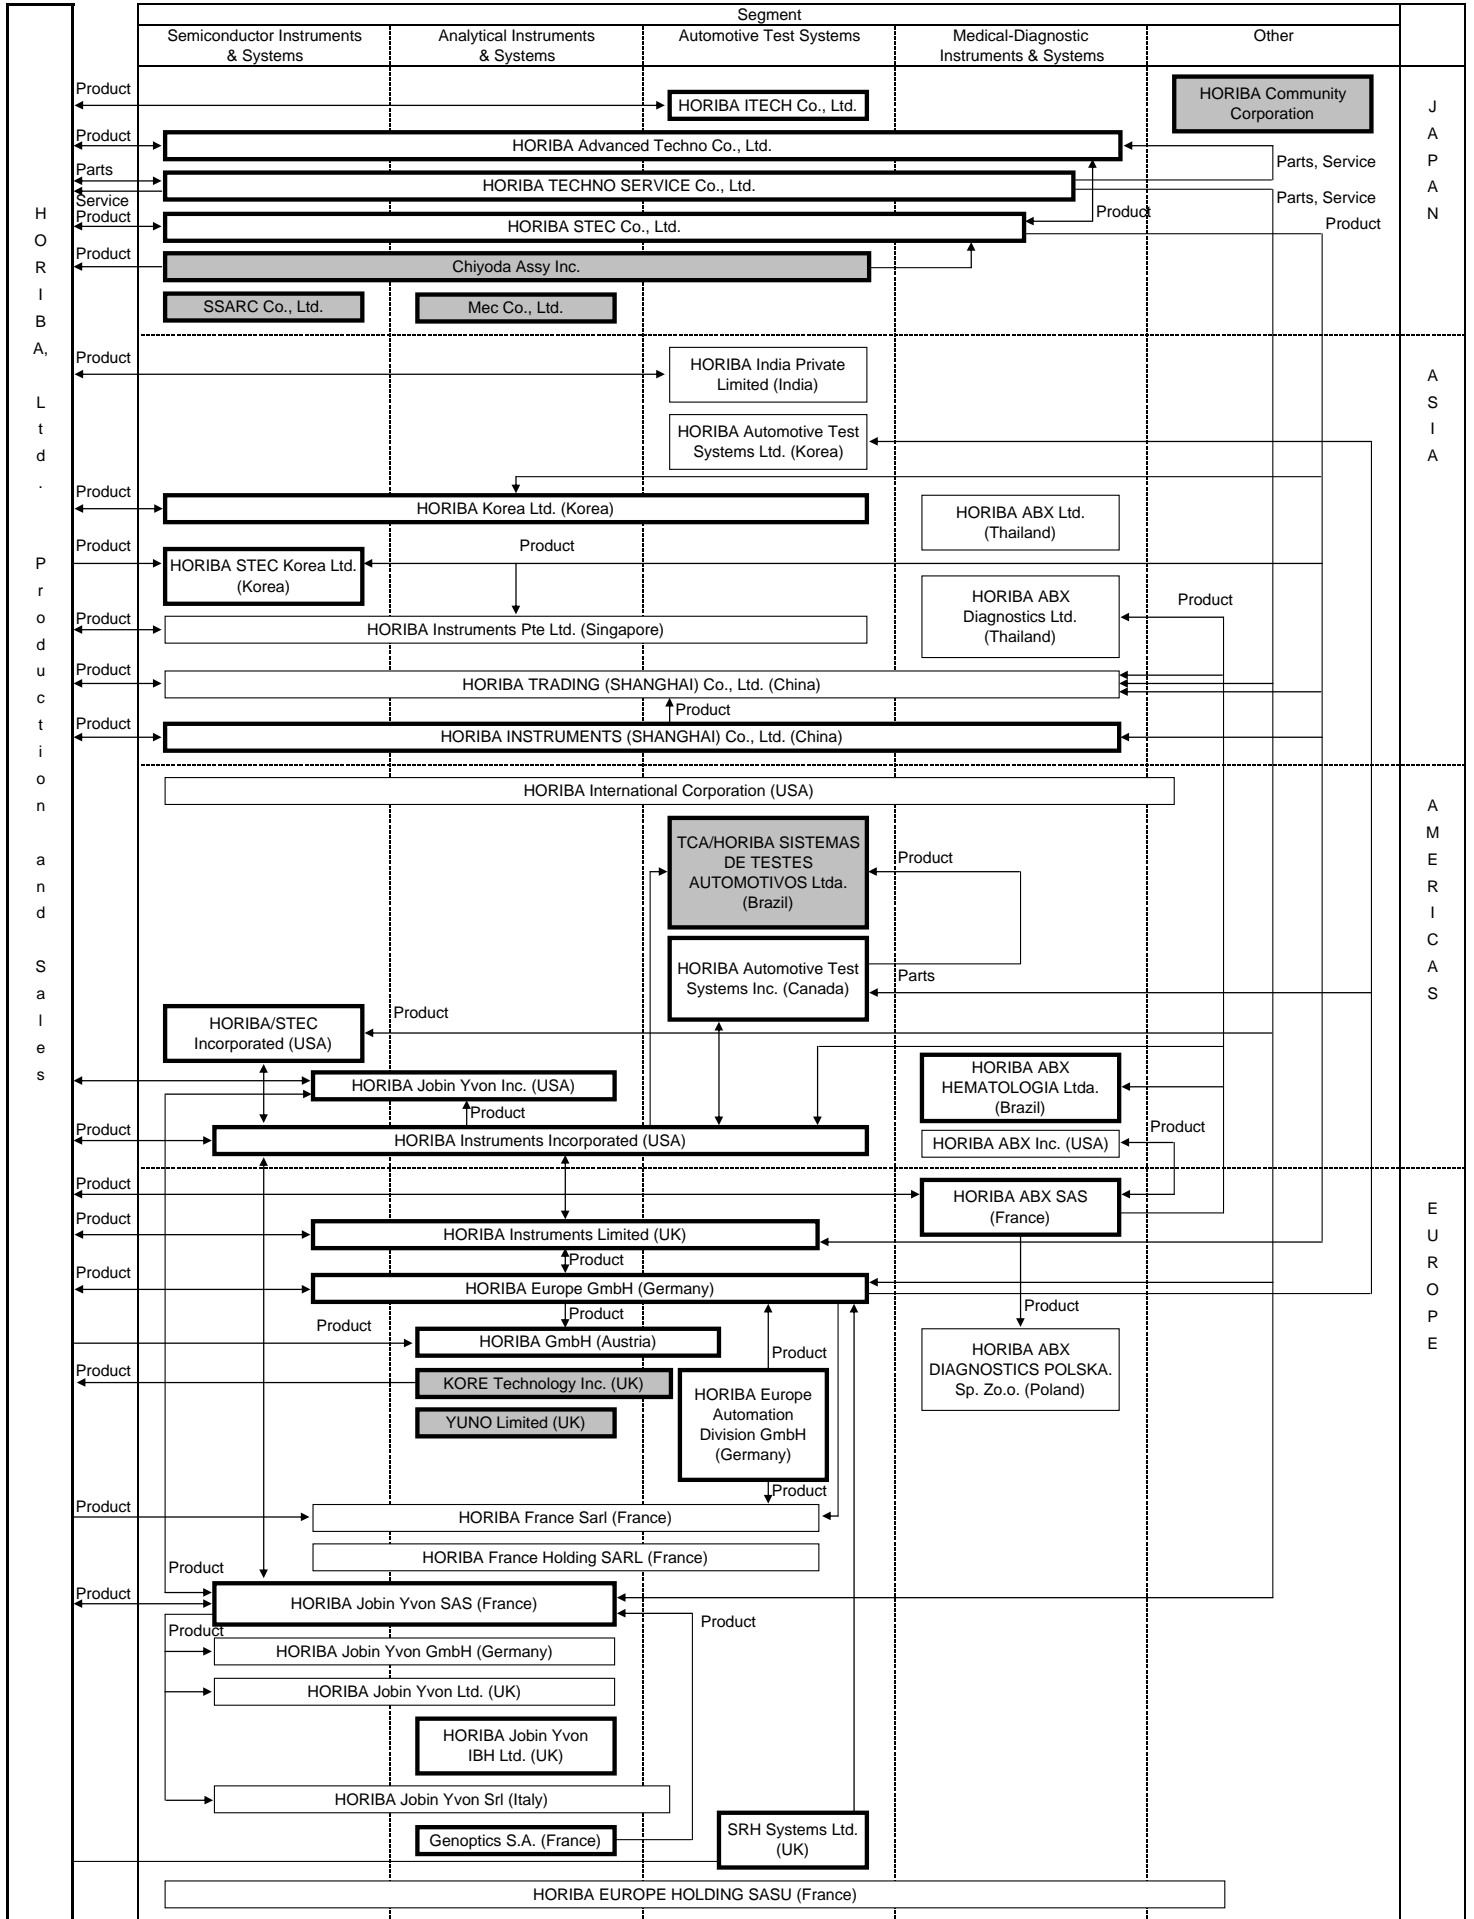 Segment
Semiconductor Instruments
& Systems
Analytical Instruments
& Systems
Automotive Test Systems
Medical-Diagnostic
Instruments & Systems
Other
HORIBA, Ltd. Production and Sales
JAPAN
Product
HORIBA ITECH Co., Ltd.
HORIBA Community
Corporation
Product
HORIBA Advanced Techno Co., Ltd.
Parts, Service
Parts
HORIBA TECHNO SERVICE Co., Ltd.
Service
Parts, Service
Product
HORIBA STEC Co., Ltd.
Product
Product
Product
Chiyoda Assy Inc.
SSARC Co., Ltd.
Mec Co., Ltd.
ASIA
Product
HORIBA India Private
Limited (India)
HORIBA Automotive Test
Systems Ltd. (Korea)
Product
HORIBA Korea Ltd. (Korea)
HORIBA ABX Ltd.
(Thailand)
Product
HORIBA STEC Korea Ltd.
(Korea)
Product
HORIBA ABX
Diagnostics Ltd.
(Thailand)
Product
Product
HORIBA Instruments Pte Ltd. (Singapore)
Product
HORIBA TRADING (SHANGHAI) Co., Ltd. (China)
Product
Product
HORIBA INSTRUMENTS (SHANGHAI) Co., Ltd. (China)
AMERICAS
HORIBA International Corporation (USA)
TCA/HORIBA SISTEMAS
DE TESTES
AUTOMOTIVOS Ltda.
(Brazil)
Product
HORIBA Automotive Test
Systems Inc. (Canada)
Parts
HORIBA/STEC
Incorporated (USA)
Product
HORIBA Jobin Yvon Inc. (USA)
HORIBA ABX
HEMATOLOGIA Ltda.
(Brazil)
Product
Product
HORIBA Instruments Incorporated (USA)
HORIBA ABX Inc. (USA)
Product
EUROPE
Product
HORIBA ABX SAS
(France)
Product
HORIBA Instruments Limited (UK)
Product
Product
HORIBA Europe GmbH (Germany)
Product
Product
Product
HORIBA GmbH (Austria)
Product
HORIBA ABX
DIAGNOSTICS POLSKA.
Sp. Zo.o. (Poland)
Product
KORE Technology Inc. (UK)
HORIBA Europe
Automation
Division GmbH
(Germany)
YUNO Limited (UK)
Product
Product
HORIBA France Sarl (France)
HORIBA France Holding SARL (France)
Product
Product
HORIBA Jobin Yvon SAS (France)
Product
Product
HORIBA Jobin Yvon GmbH (Germany)
HORIBA Jobin Yvon Ltd. (UK)
HORIBA Jobin Yvon
IBH Ltd. (UK)
HORIBA Jobin Yvon Srl (Italy)
Genoptics S.A. (France)
SRH Systems Ltd.
(UK)
HORIBA EUROPE HOLDING SASU (France)